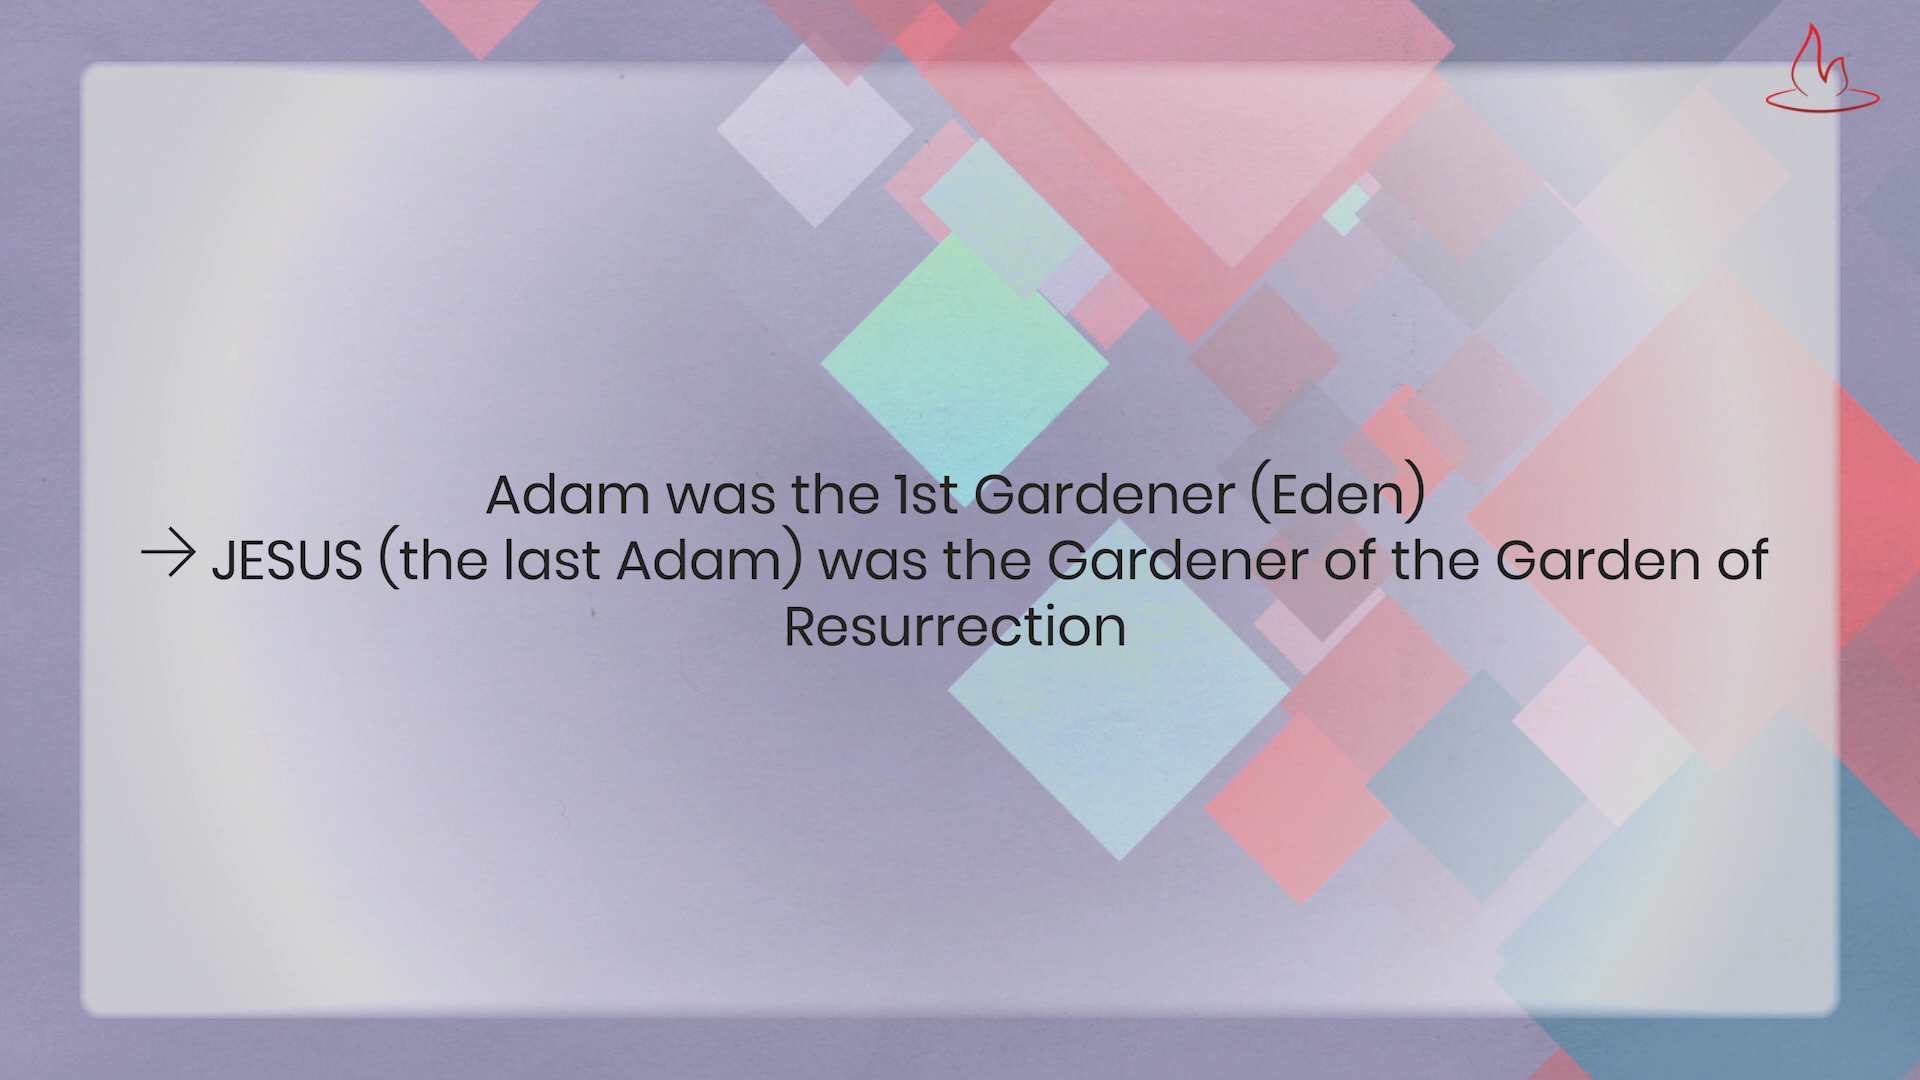 Adam was the 1st Gardener (Eden)
→ JESUS (the last Adam) was the Gardener of the Garden of
Resurrection